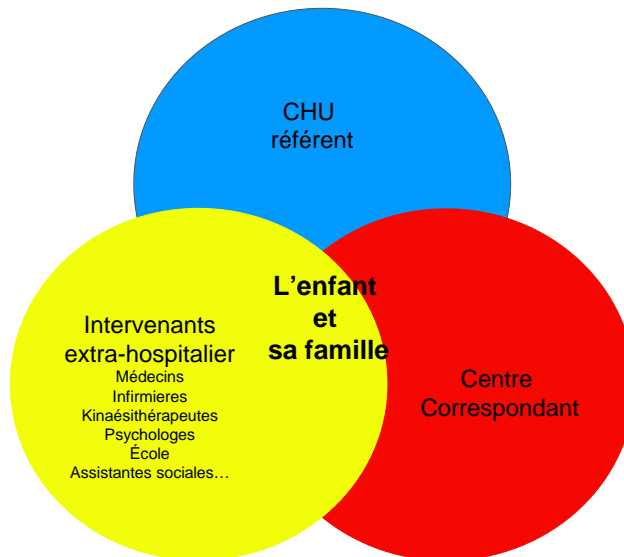 CHU
référent
L'enfant
et
sa famille
Intervenants
extra-hospitalier
Médecins
Infirmieres
Kinaésithérapeutes
Psychologes
École
Assistantes sociales…
Centre
Correspondant